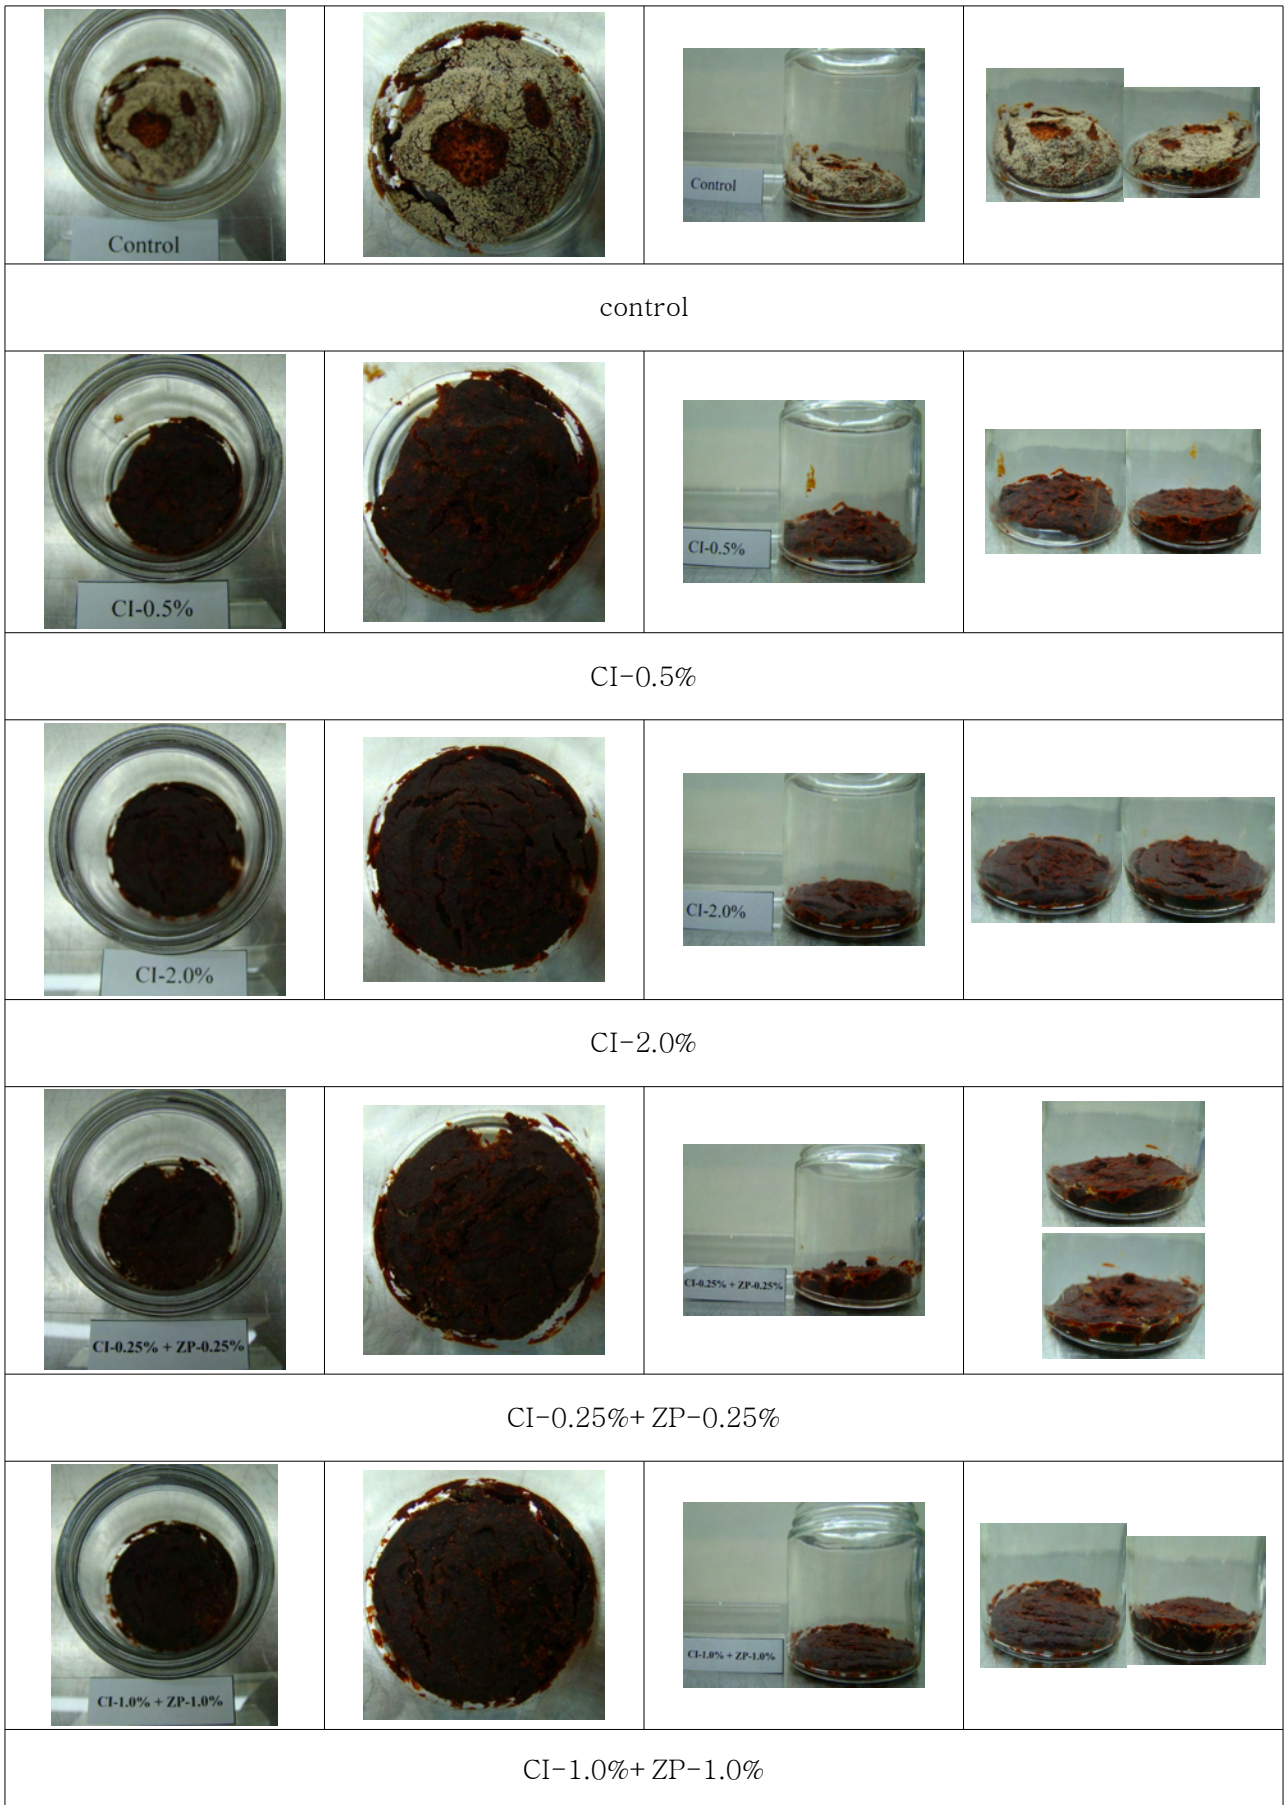 Control
Control
control
CI-0.5%
CI-0.5%
CI-0.5%
CI-2.0%
CI-2.0%
CI-2.0%
CI-0.25% + ZP-0.25%
CI-0.25% + ZP-0.25%
CI-0.25%+ ZP-0.25%
CI-1.0% + ZP-1.0%
CI-1.0% + ZP-1.0%
CI-1.0%+ ZP-1.0%